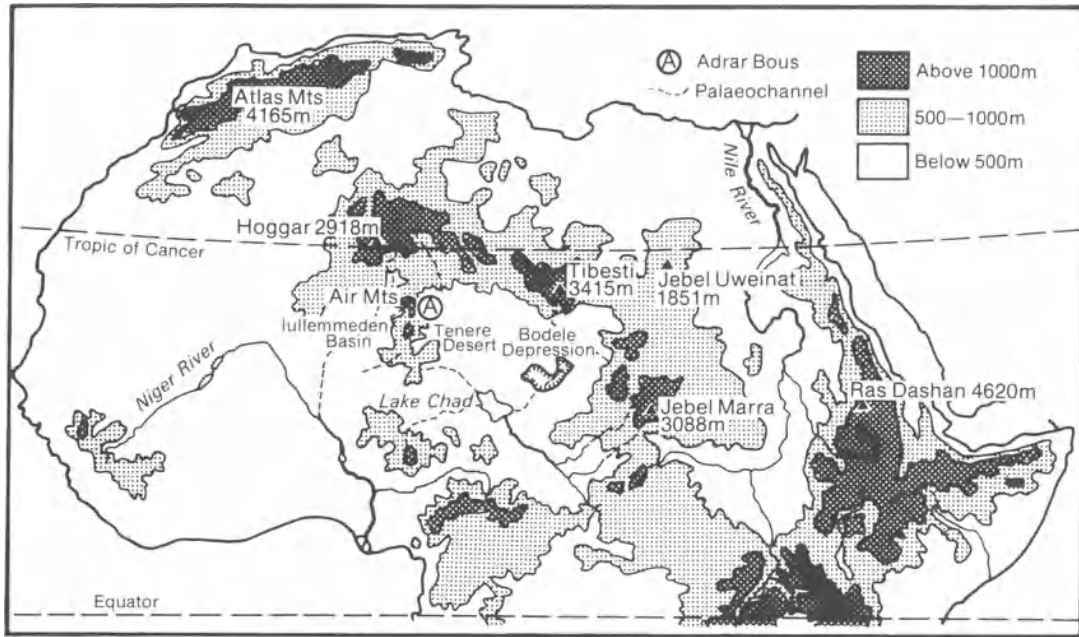 Ⓐ Adrar Bous
Palaeochannel
Above 1000m
500—1000m
Below 500m
Atlas Mts
4165m
Nile River
Hoggar 2918m
Tropic of Cancer
Tibesti
3415m
Jebel Uweinat
1851m
Air Mts
Ⓐ
Iullemmeden
Basin
Tenere
Desert
Bodele
Depression
Niger River
Lake Chad
Ras Dashan 4620m
Jebel Marra
3088m
Equator